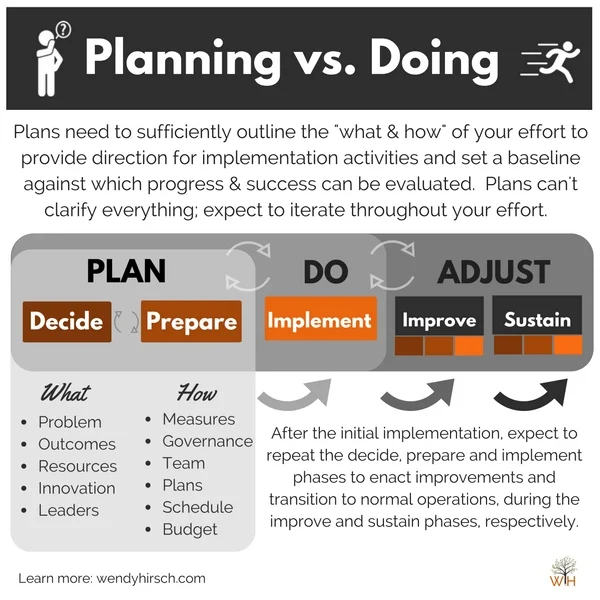 ?
Planning vs. Doing
Plans need to sufficiently outline the "what & how" of your effort to
provide direction for implementation activities and set a baseline
against which progress & success can be evaluated. Plans can't
clarify everything; expect to iterate throughout your effort.
PLAN
DO
ADJUST
Decide
Prepare
Implement
Improve
Sustain
What
• Problem
• Outcomes
• Resources
• Innovation
• Leaders
How
• Measures
• Governance
• Team
• Plans
• Schedule
• Budget
After the initial implementation, expect to
repeat the decide, prepare and implement
phases to enact improvements and
transition to normal operations, during the
improve and sustain phases, respectively.
Learn more: wendyhirsch.com
WH